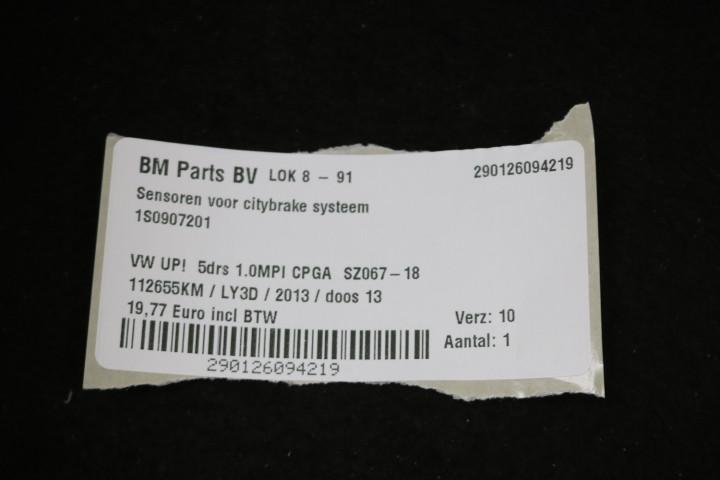 BM Parts BV LOK 8 - 91 290126094219
Sensoren voor citybrake systeem
1S0907201
VW UP! 5drs 1.0MPI CPGA SZ067-18
112655KM / LY3D / 2013 / doos 13
19,77 Euro incl BTW Verz: 10
Aantal: 1
290126094219